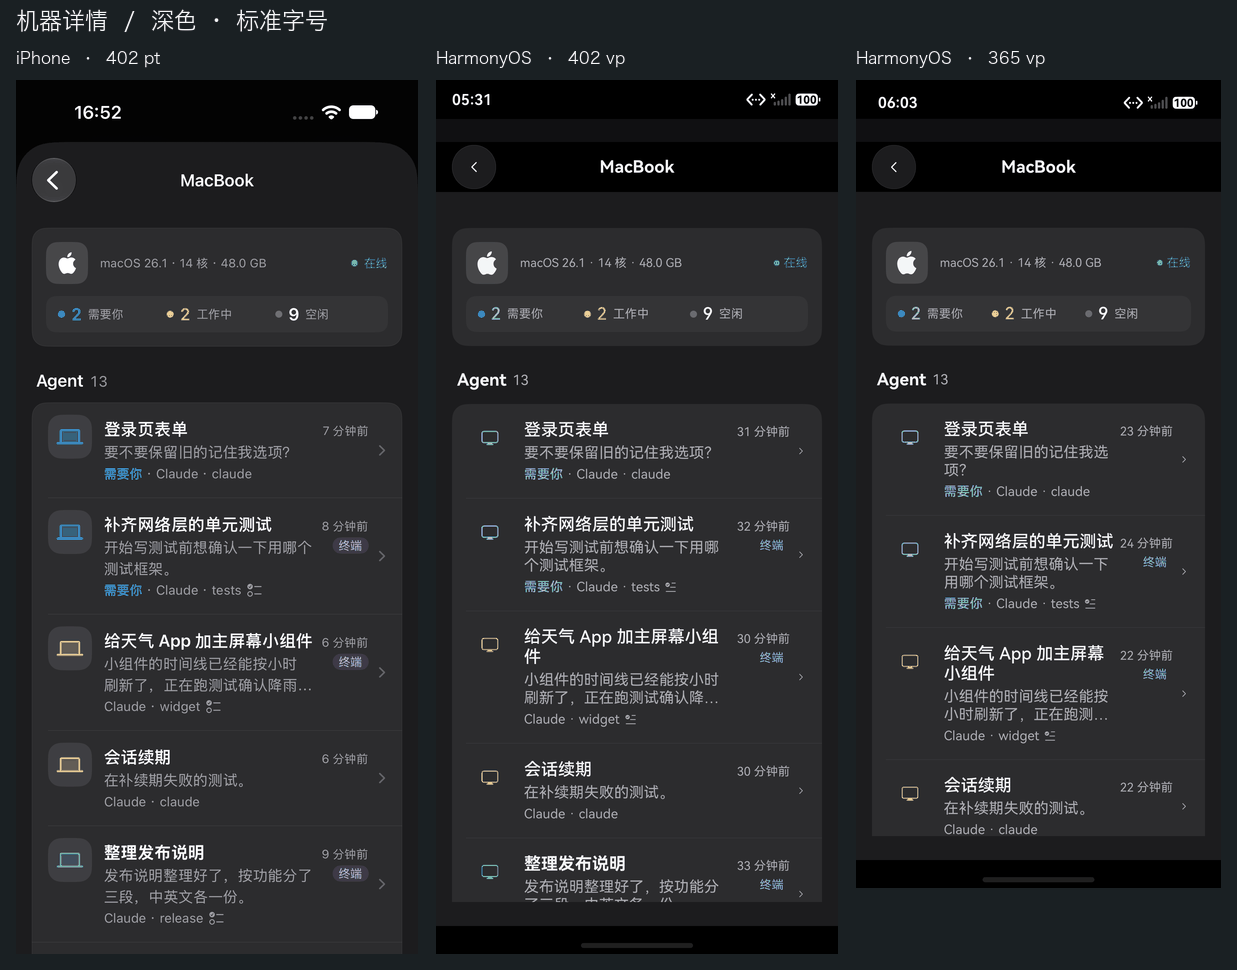 机器详情 / 深色 · 标准字号
iPhone · 402 pt
16:52
MacBook
macOS 26.1 · 14 核 · 48.0 GB
在线
2 需要你
2 工作中
9 空闲
Agent 13
登录页表单
7 分钟前
要不要保留旧的记住我选项?
需要你 · Claude · claude
补齐网络层的单元测试
8 分钟前
开始写测试前想确认一下用哪个
终端
测试框架。
需要你 · Claude · tests
给天气 App 加主屏幕小组件
6 分钟前
小组件的时间线已经能按小时
终端
刷新了，正在跑测试确认降雨…
Claude · widget
会话续期
6 分钟前
在补续期失败的测试。
Claude · claude
整理发布说明
9 分钟前
发布说明整理好了，按功能分了
终端
三段，中英文各一份。
Claude · release
HarmonyOS · 402 vp
05:31
100
MacBook
macOS 26.1 · 14 核 · 48.0 GB
在线
2 需要你
2 工作中
9 空闲
Agent 13
登录页表单
31 分钟前
要不要保留旧的记住我选项?
需要你 · Claude · claude
补齐网络层的单元测试
32 分钟前
开始写测试前想确认一下用哪
终端
个测试框架。
需要你 · Claude · tests
给天气 App 加主屏幕小组
30 分钟前
件
终端
小组件的时间线已经能按小时
刷新了，正在跑测试确认降…
Claude · widget
会话续期
30 分钟前
在补续期失败的测试。
Claude · claude
整理发布说明
33 分钟前
发布说明整理好了，按功能分
终端
了三段，中英文各一份。
HarmonyOS · 365 vp
06:03
100
MacBook
macOS 26.1 · 14 核 · 48.0 GB
在线
2 需要你
2 工作中
9 空闲
Agent 13
登录页表单
23 分钟前
要不要保留旧的记住我选
项?
需要你 · Claude · claude
补齐网络层的单元测试
24 分钟前
开始写测试前想确认一下
终端
用哪个测试框架。
需要你 · Claude · tests
给天气 App 加主屏幕
22 分钟前
小组件
终端
小组件的时间线已经能按
小时刷新了，正在跑测…
Claude · widget
会话续期
22 分钟前
在补续期失败的测试。
Claude · claude